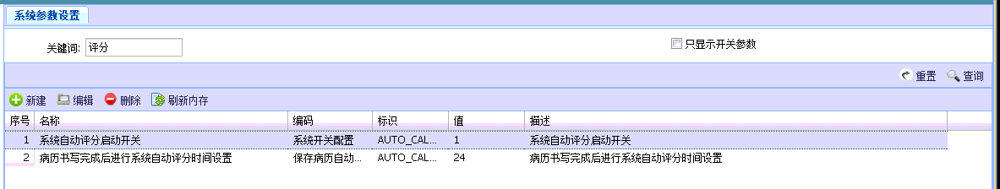 系统参数设置
关键词: 评分 只显示开关参数
重置 查询
新建 编辑 删除 刷新内存
序号 名称 编码 标识 值 描述
1 系统自动评分启动开关 系统开关配置 AUTO_CAL... 1 系统自动评分启动开关
2 病历书写完成后进行系统自动评分时间设置 保存病历自动... AUTO_CAL... 24 病历书写完成后进行系统自动评分时间设置